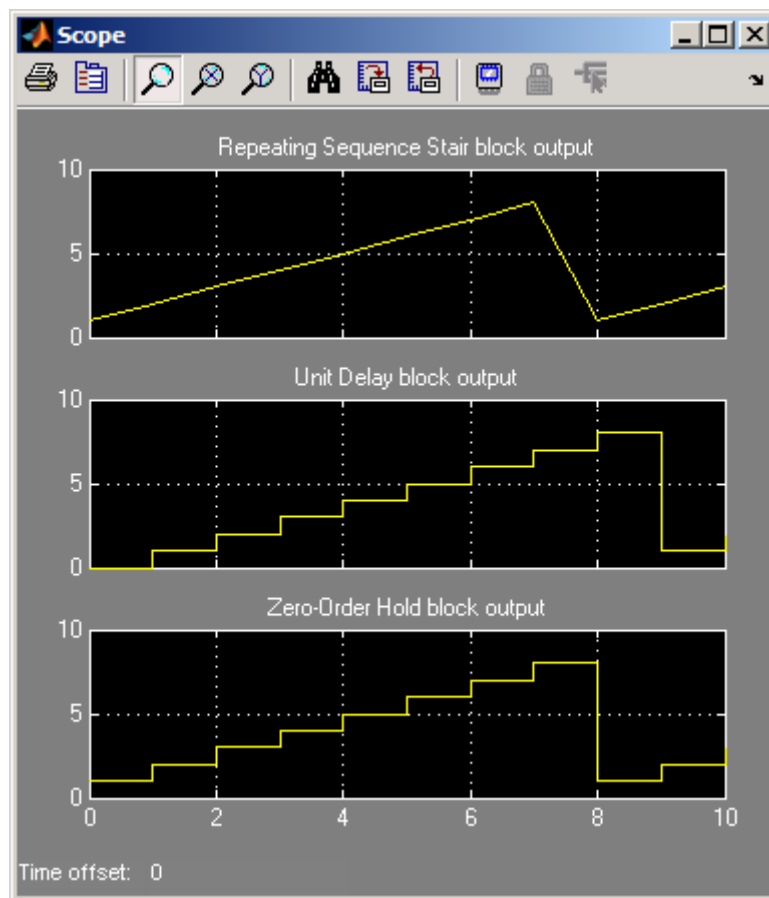 Scope
Repeating Sequence Stair block output
10
5
0
Unit Delay block output
10
5
0
Zero-Order Hold block output
10
5
0
0 2 4 6 8 10
Time offset: 0